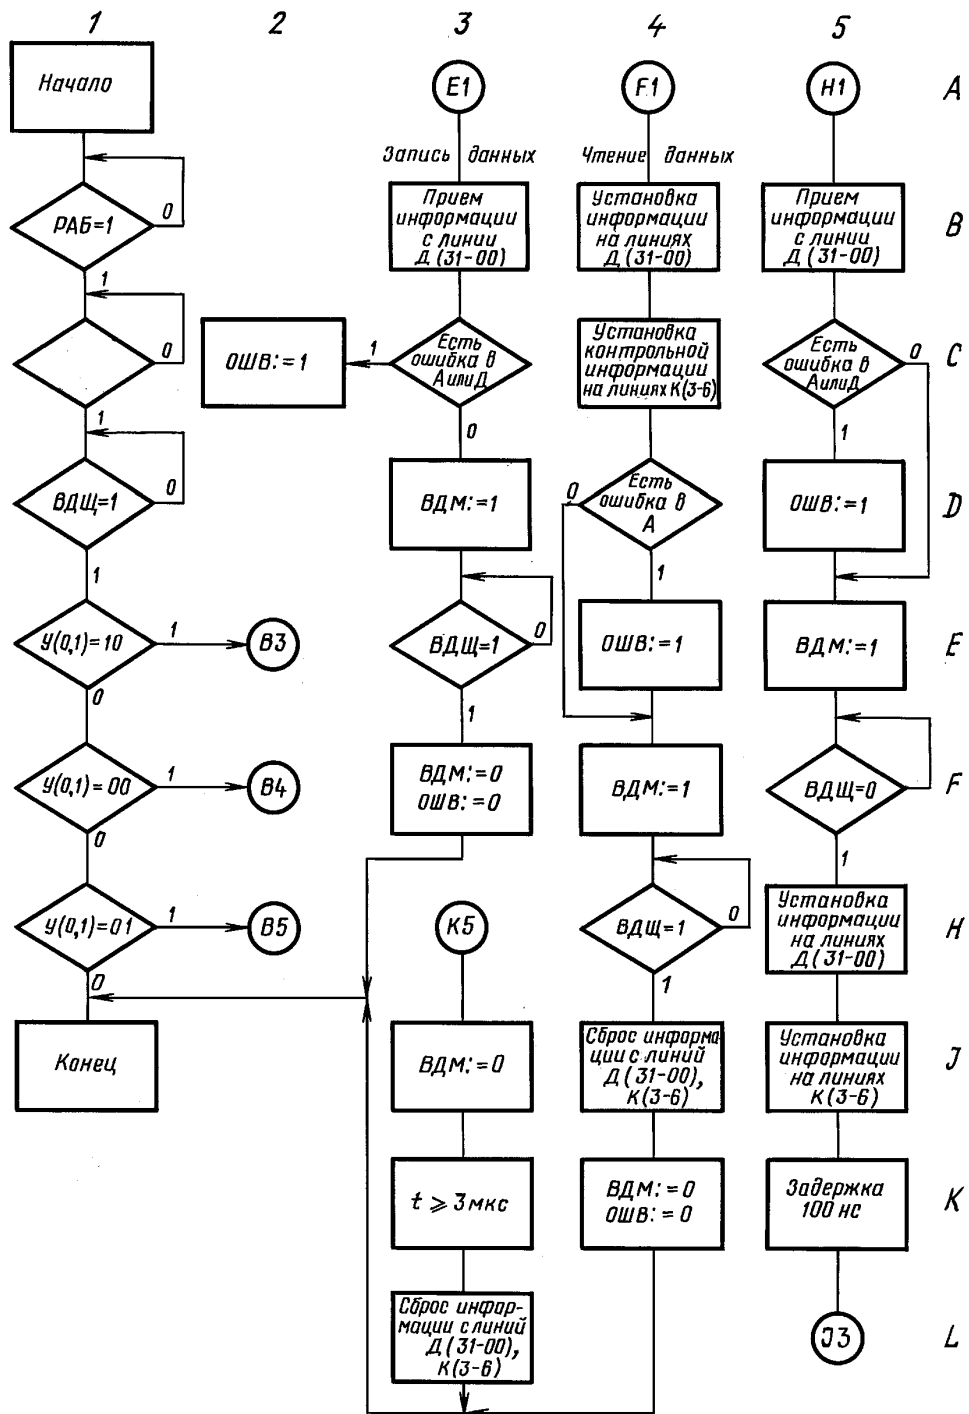 1 2 3 4 5
Начало
E1
F1
H1
A
Запись данных
Чтение данных
РАБ=1
0
Прием
информации
с линии
Д(31-00)
Установка
информации
на линиях
Д(31-00)
Прием
информации
с линии
Д(31-00)
B
1
0
ОШВ:=1
1
Есть
ошибка в
А или Д
Установка
контрольной
информации
на линиях К(3-6)
Есть
ошибка в
А или Д
0
C
1
0
1
ВДЩ=1
0
ВДМ:=1
0
Есть
ошибка в
А
ОШВ:=1
D
1
1
У(0,1)=10
1
B3
ВДЩ=1
0
ОШВ:=1
ВДМ:=1
E
0
1
У(0,1)=00
1
B4
ВДМ:=0
ОШВ:=0
ВДМ:=1
ВДЩ=0
F
0
1
У(0,1)=01
1
B5
K5
ВДЩ=1
0
Установка
информации
на линиях
Д(31-00)
H
0
1
Конец
ВДМ:=0
Сброс информа
ции с линий
Д(31-00),
К(3-6)
Установка
информации
на линиях
К(3-6)
J
t ⩾ 3 мкс
ВДМ:=0
ОШВ:=0
Задержка
100 нс
K
Сброс инфор-
мации с линий
Д(31-00),
К(3-6)
J3
L